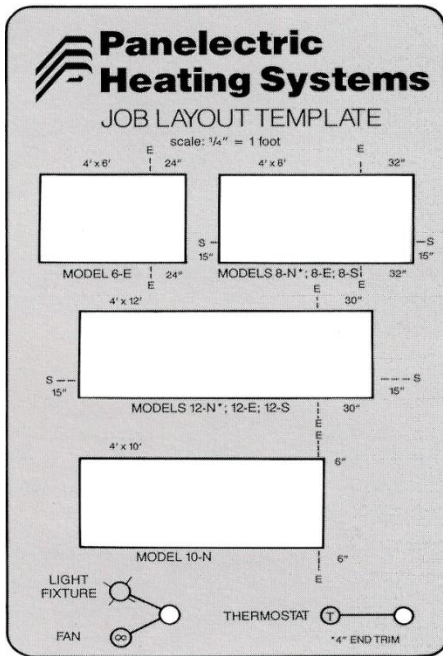 Panelectric
Heating Systems
JOB LAYOUT TEMPLATE
scale: 1/4" = 1 foot
4' x 6' E 24" 4' x 6' E 32"
S S
15" 15"
MODEL 6-E 24" MODELS 8-N*; 8-E; 8-S 32"
E E E
4' x 12' 30"
S S
15" 15"
MODELS 12-N*; 12-E; 12-S 30"
E
E
4' x 10' 6"
MODEL 10-N 6"
E
LIGHT
FIXTURE
THERMOSTAT T
FAN ∞ *4" END TRIM